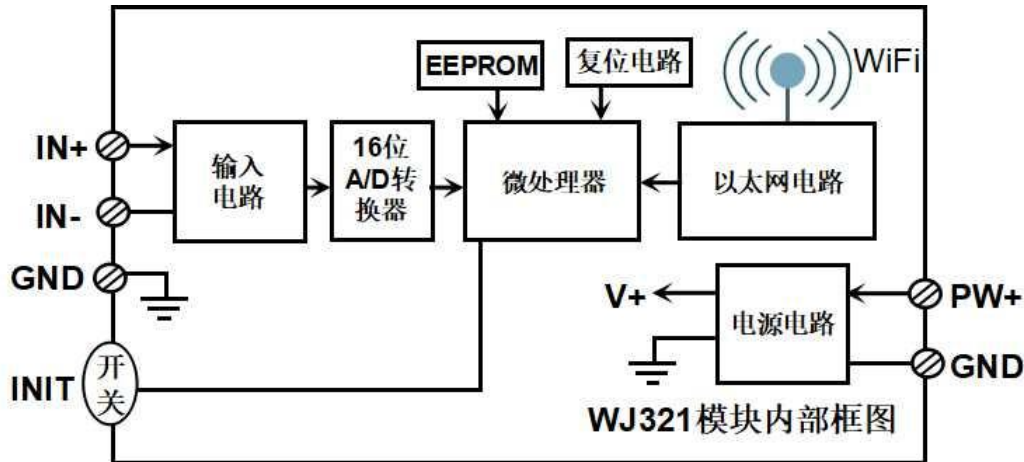 EEPROM
复位电路
WiFi
IN+
输入
电路
16位
A/D转
换器
微处理器
以太网电路
IN-
GND
V+
电源电路
PW+
GND
INIT
开
关
WJ321模块内部框图